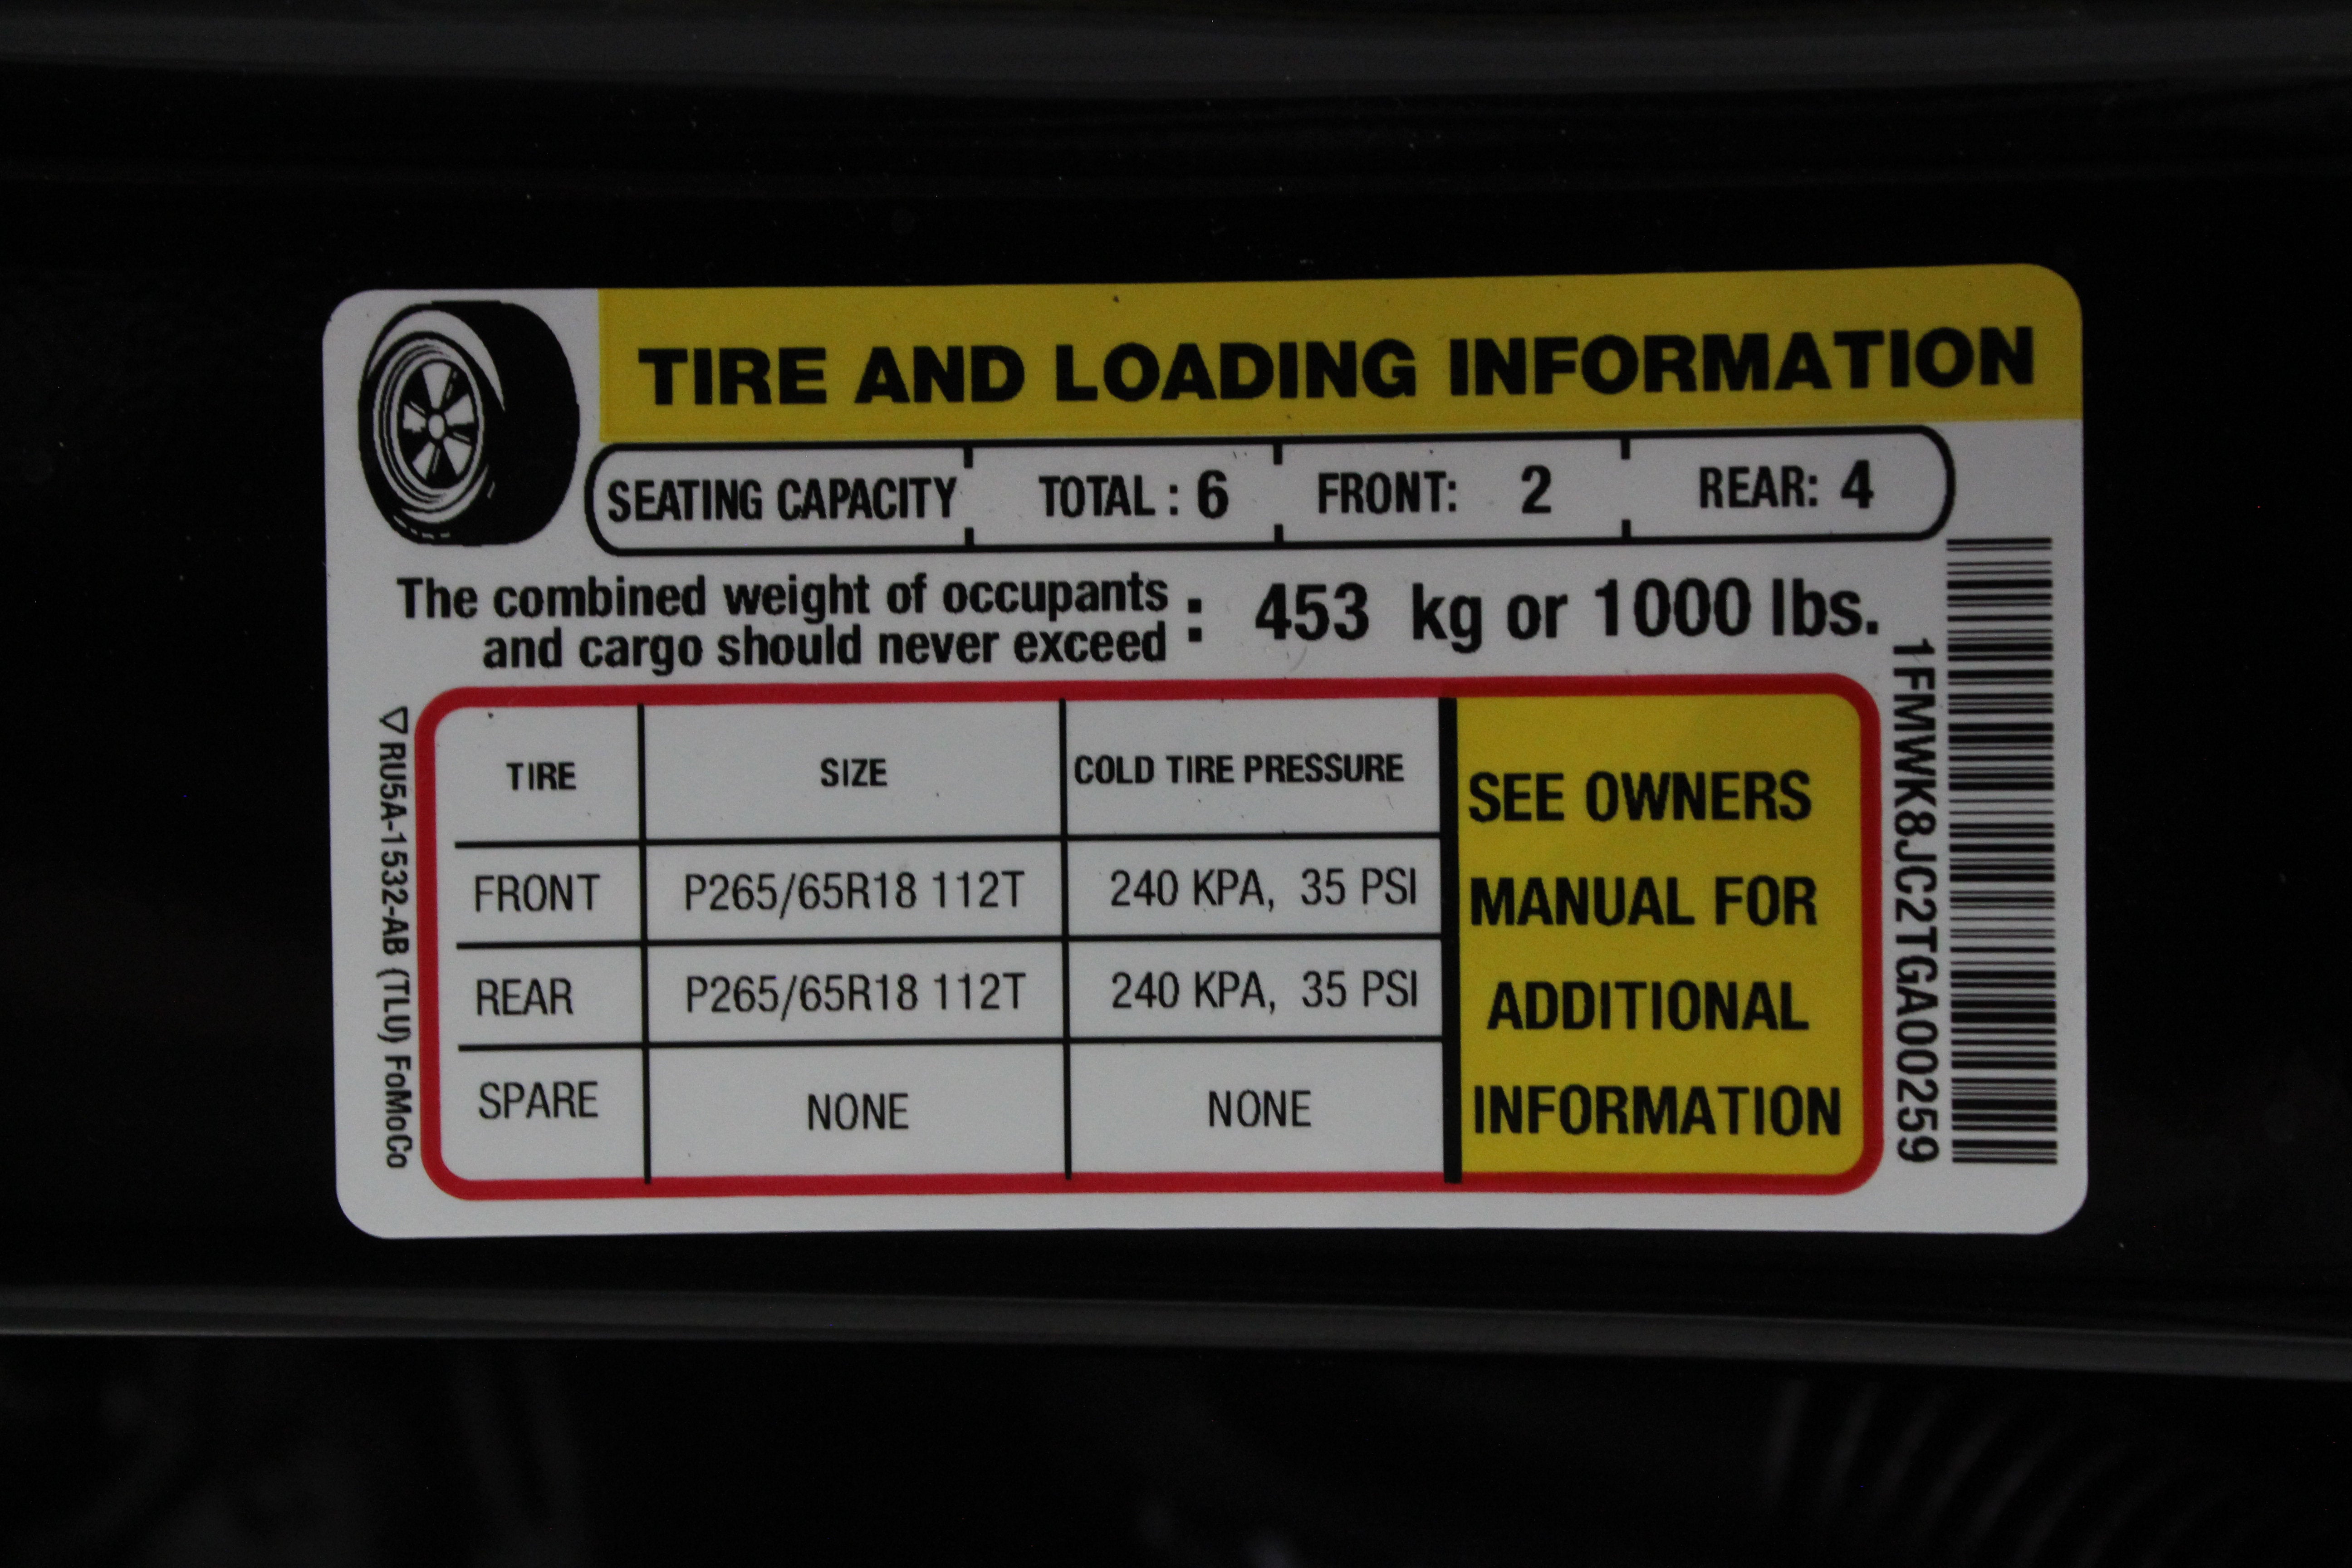 TIRE AND LOADING INFORMATION
SEATING CAPACITY TOTAL : 6 FRONT: 2 REAR: 4
The combined weight of occupants
and cargo should never exceed : 453 kg or 1000 lbs.
TIRE SIZE COLD TIRE PRESSURE
FRONT P265/65R18 112T 240 KPA, 35 PSI
REAR P265/65R18 112T 240 KPA, 35 PSI
SPARE NONE NONE
SEE OWNERS
MANUAL FOR
ADDITIONAL
INFORMATION
▽ RU5A-1532-AB (TLU) FoMoCo
1FMWK8JC2TGA00259